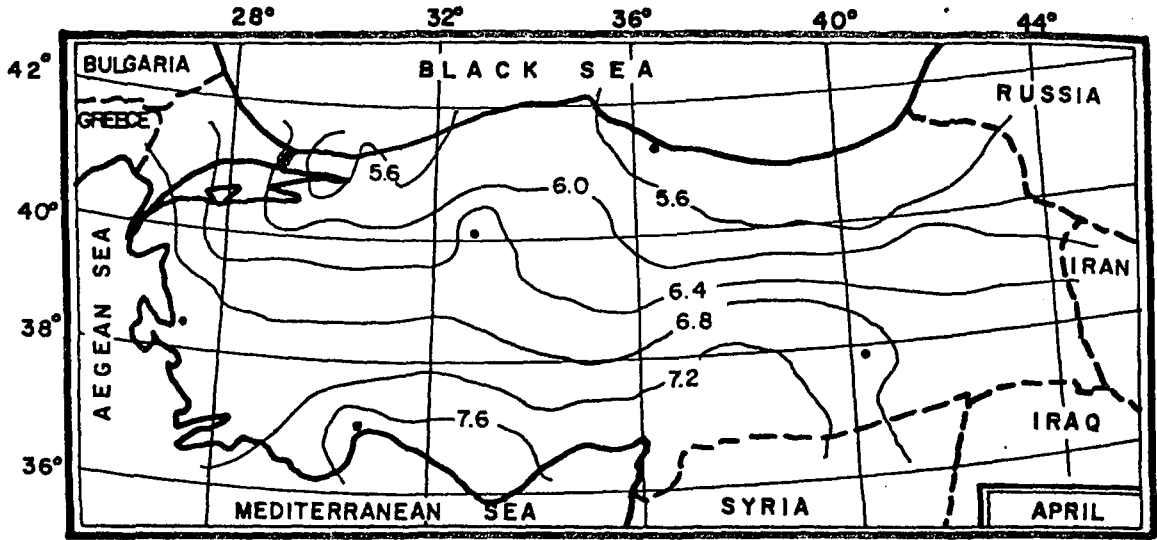 28° 32° 36° 40° 44°
42°
BULGARIA
BLACK SEA
RUSSIA
GREECE
5.6
6.0
5.6
40°
AEGEAN SEA
IRAN
6.4
6.8
38°
7.2
7.6
IRAQ
36°
MEDITERRANEAN SEA
SYRIA
APRIL